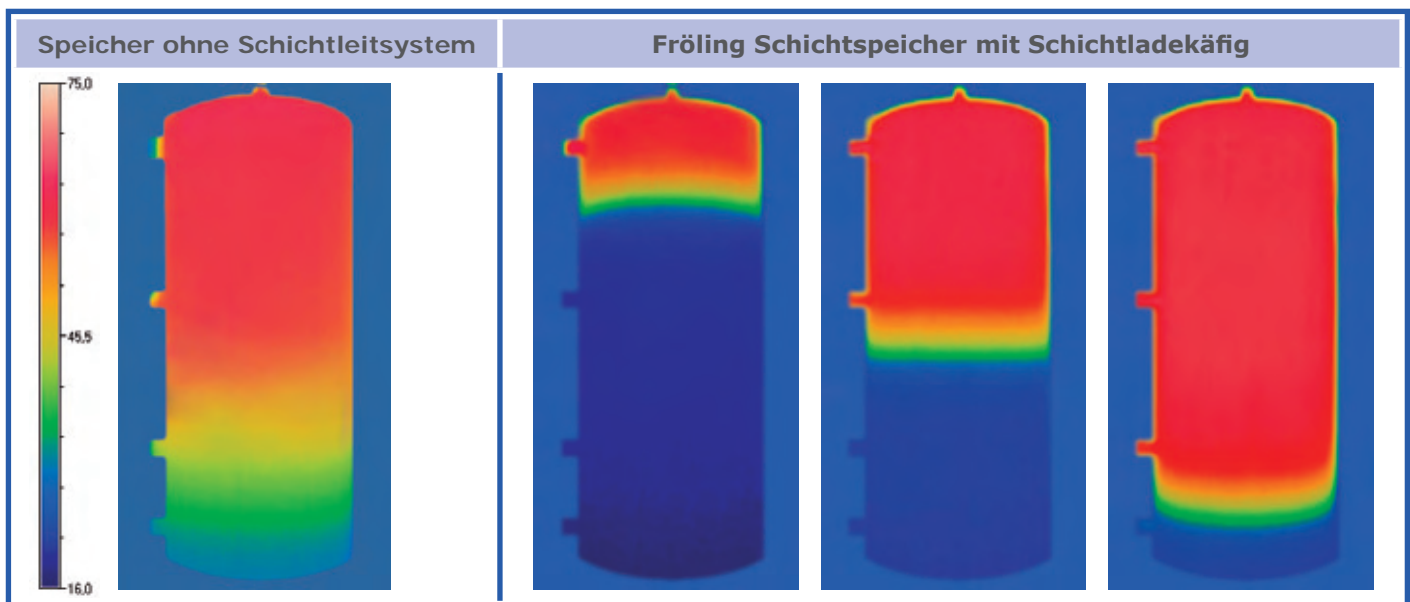 Speicher ohne Schichtleitsystem
Fröling Schichtspeicher mit Schichtladekäfig
75,0
45,5
16,0